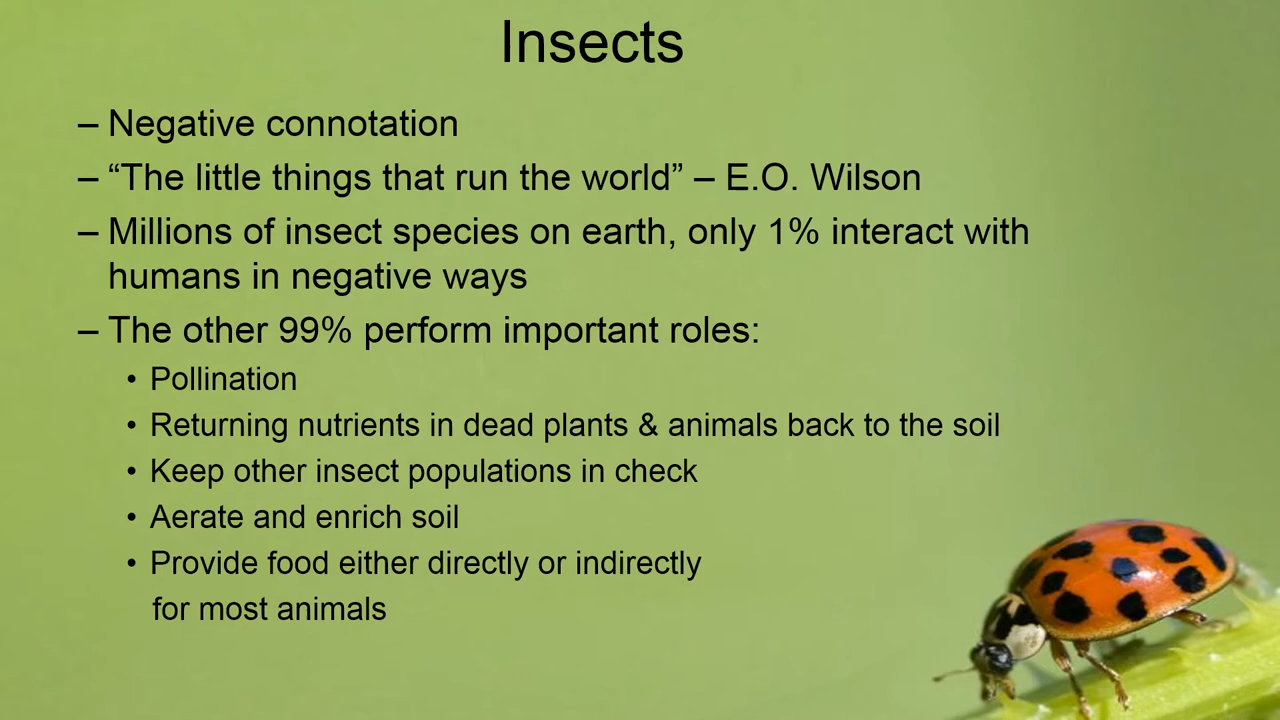 Insects
– Negative connotation
– “The little things that run the world” – E.O. Wilson
– Millions of insect species on earth, only 1% interact with
humans in negative ways
– The other 99% perform important roles:
• Pollination
• Returning nutrients in dead plants & animals back to the soil
• Keep other insect populations in check
• Aerate and enrich soil
• Provide food either directly or indirectly
for most animals